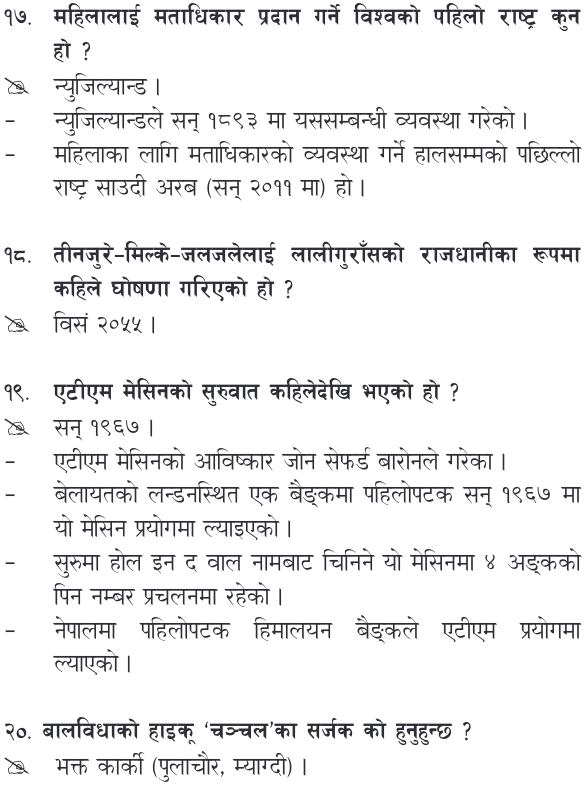 १७. महिलालाई मताधिकार प्रदान गर्ने विश्वको पहिलो राष्ट्र कुन
हो ?
न्युजिल्यान्ड ।
- न्युजिल्यान्डले सन् १८९३ मा यससम्बन्धी व्यवस्था गरेको ।
- महिलाका लागि मताधिकारको व्यवस्था गर्ने हालसम्मको पछिल्लो
राष्ट्र साउदी अरब (सन् २०११ मा) हो ।
१८. तीनजुरे-मिल्के-जलजलेलाई लालीगुराँसको राजधानीका रूपमा
कहिले घोषणा गरिएको हो ?
विसं २०५५ ।
१९. एटीएम मेसिनको सुरुवात कहिलेदेखि भएको हो ?
सन् १९६७ ।
- एटीएम मेसिनको आविष्कार जोन सेफर्ड बारोनले गरेका ।
- बेलायतको लन्डनस्थित एक बैङ्कमा पहिलोपटक सन् १९६७ मा
यो मेसिन प्रयोगमा ल्याइएको ।
- सुरुमा होल इन द वाल नामबाट चिनिने यो मेसिनमा ४ अङ्कको
पिन नम्बर प्रचलनमा रहेको ।
- नेपालमा पहिलोपटक हिमालयन बैङ्कले एटीएम प्रयोगमा
ल्याएको ।
२०. बालविधाको हाइकू ‘चञ्चल’का सर्जक को हुनुहुन्छ ?
भक्त कार्की (पुलाचौर, म्याग्दी) ।